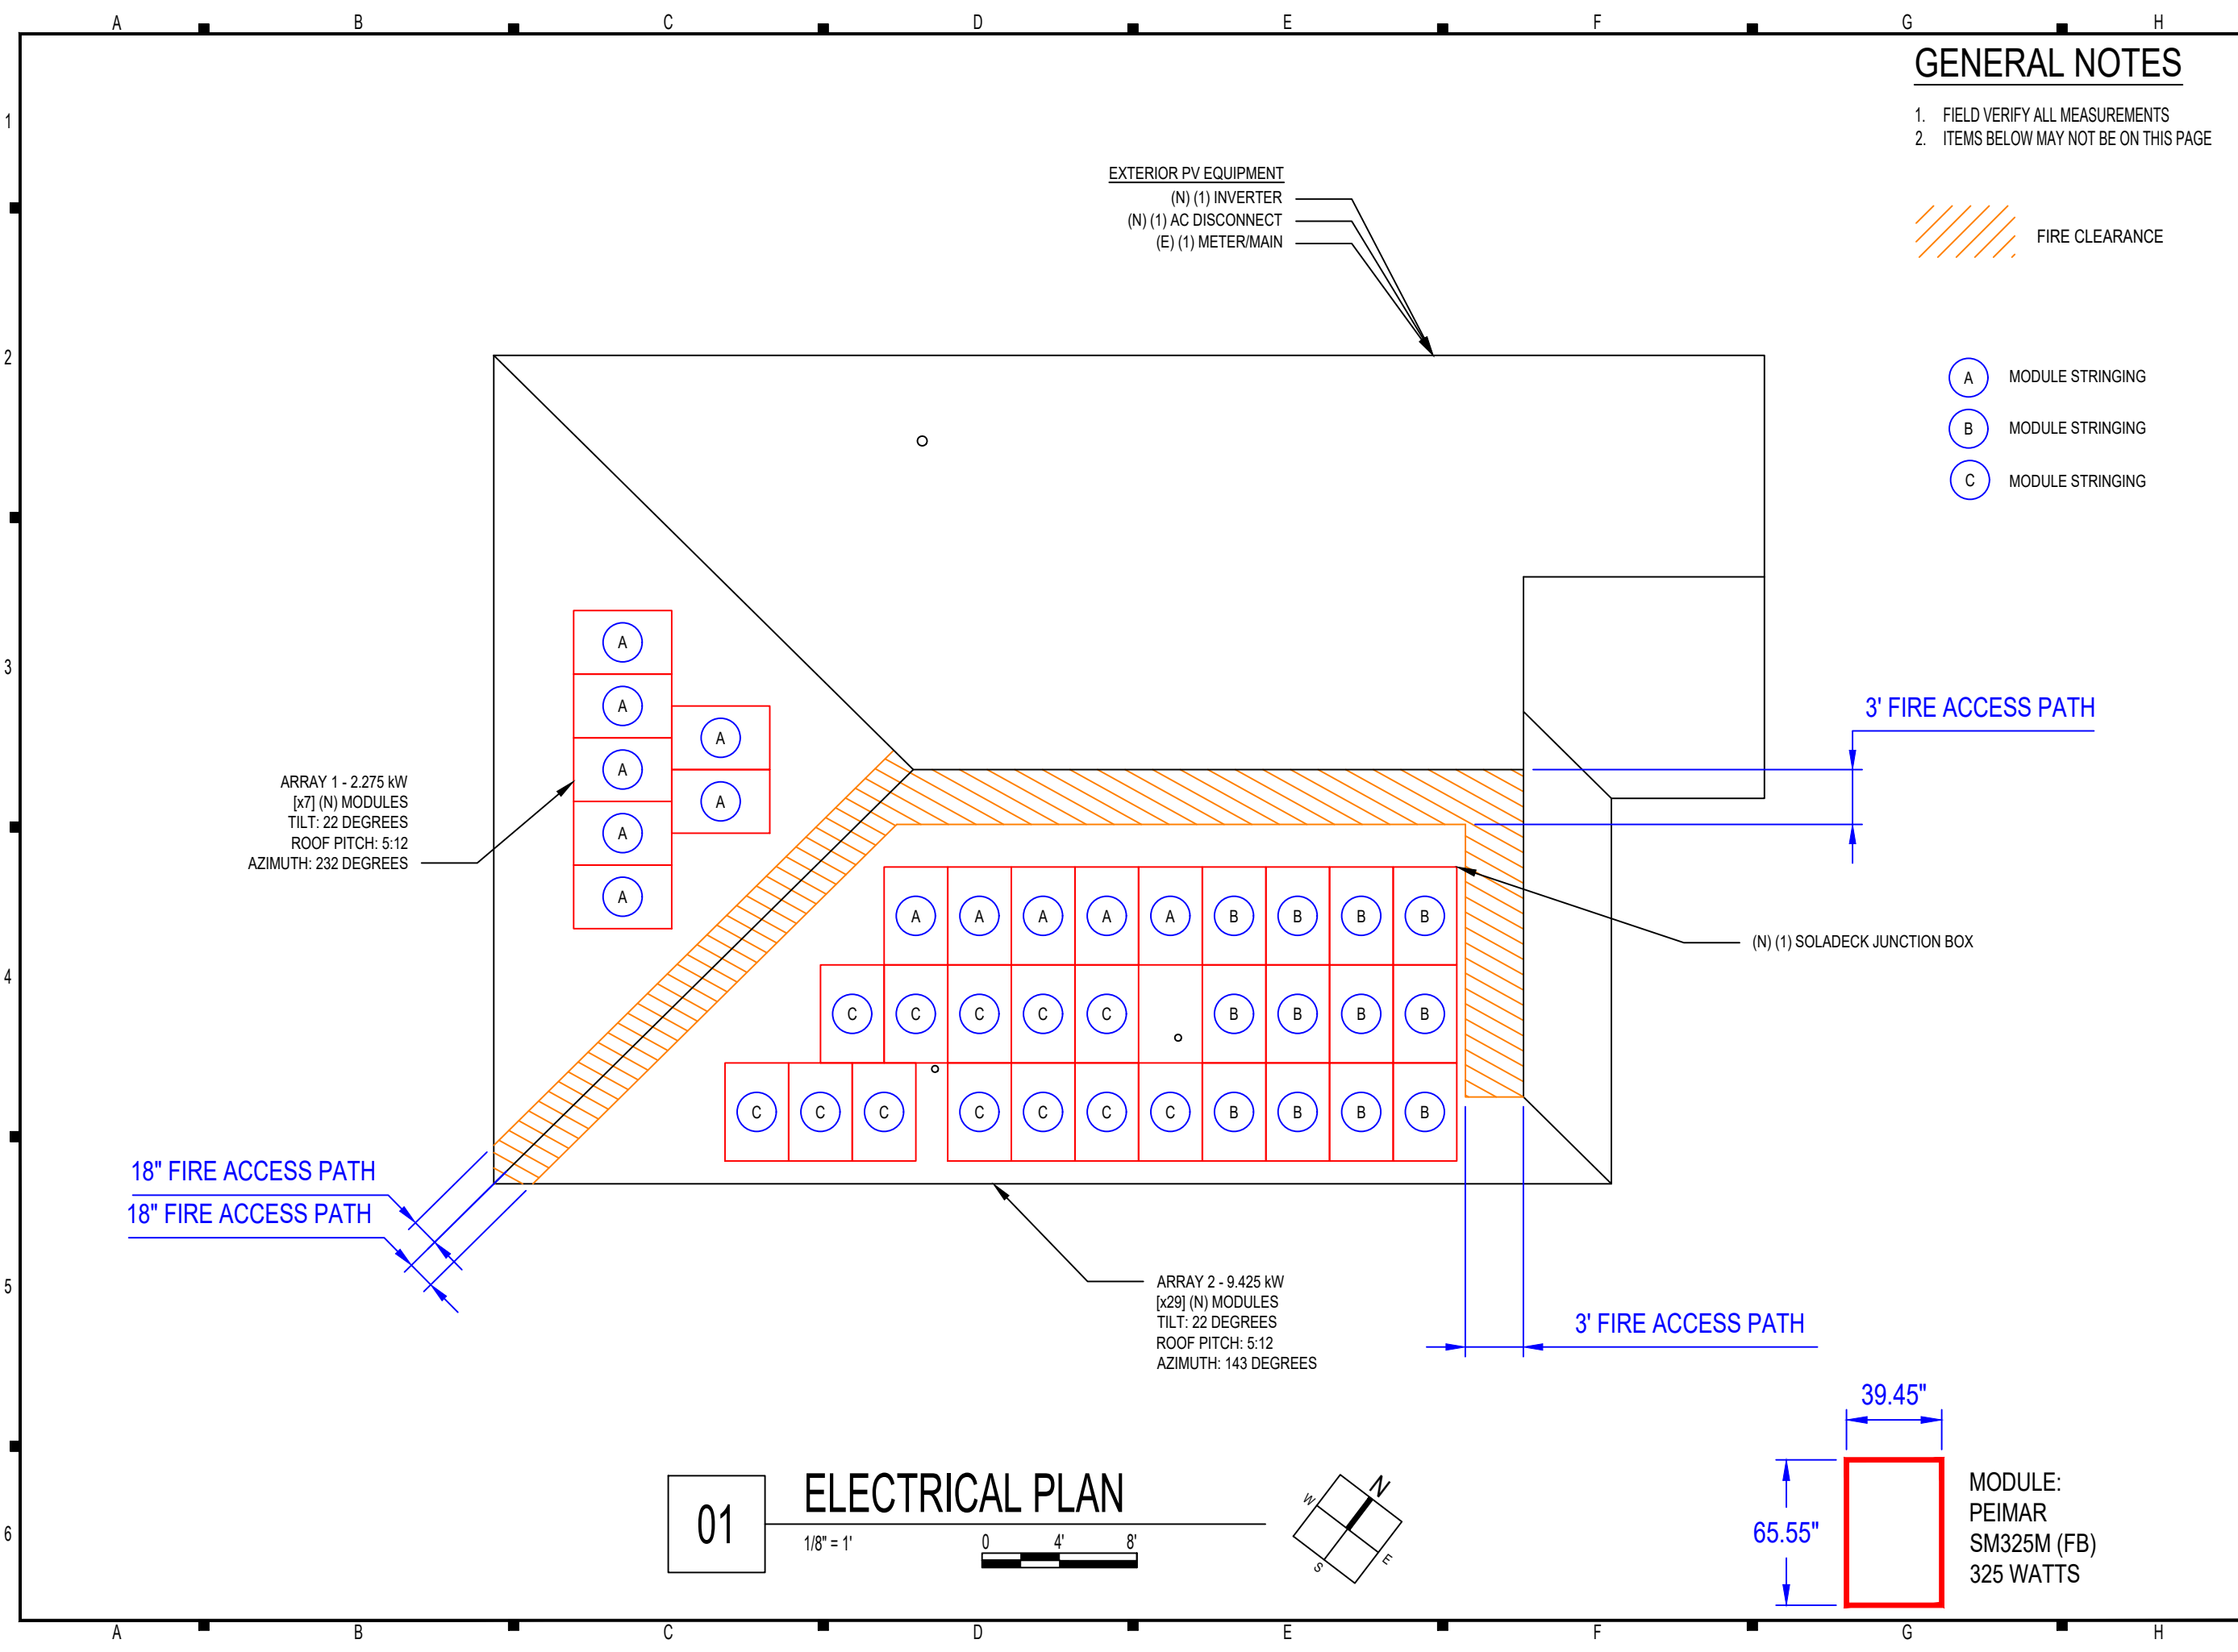 A B C D E F G H
GENERAL NOTES
1. FIELD VERIFY ALL MEASUREMENTS
2. ITEMS BELOW MAY NOT BE ON THIS PAGE
1
EXTERIOR PV EQUIPMENT
(N) (1) INVERTER
(N) (1) AC DISCONNECT
(E) (1) METER/MAIN
FIRE CLEARANCE
2
A MODULE STRINGING
B MODULE STRINGING
C MODULE STRINGING
3
A
A
A
A
A
A
A
3' FIRE ACCESS PATH
ARRAY 1 - 2.275 kW
[x7] (N) MODULES
TILT: 22 DEGREES
ROOF PITCH: 5:12
AZIMUTH: 232 DEGREES
A A A A A B B B B
(N) (1) SOLADECK JUNCTION BOX
4
C C C C C B B B B
C C C C C C C B B B B
18" FIRE ACCESS PATH
18" FIRE ACCESS PATH
5
ARRAY 2 - 9.425 kW
[x29] (N) MODULES
TILT: 22 DEGREES
ROOF PITCH: 5:12
AZIMUTH: 143 DEGREES
3' FIRE ACCESS PATH
39.45"
65.55"
MODULE:
PEIMAR
SM325M (FB)
325 WATTS
6
01
ELECTRICAL PLAN
1/8" = 1'
0 4' 8'
N
W
E
S
A B C D E F G H